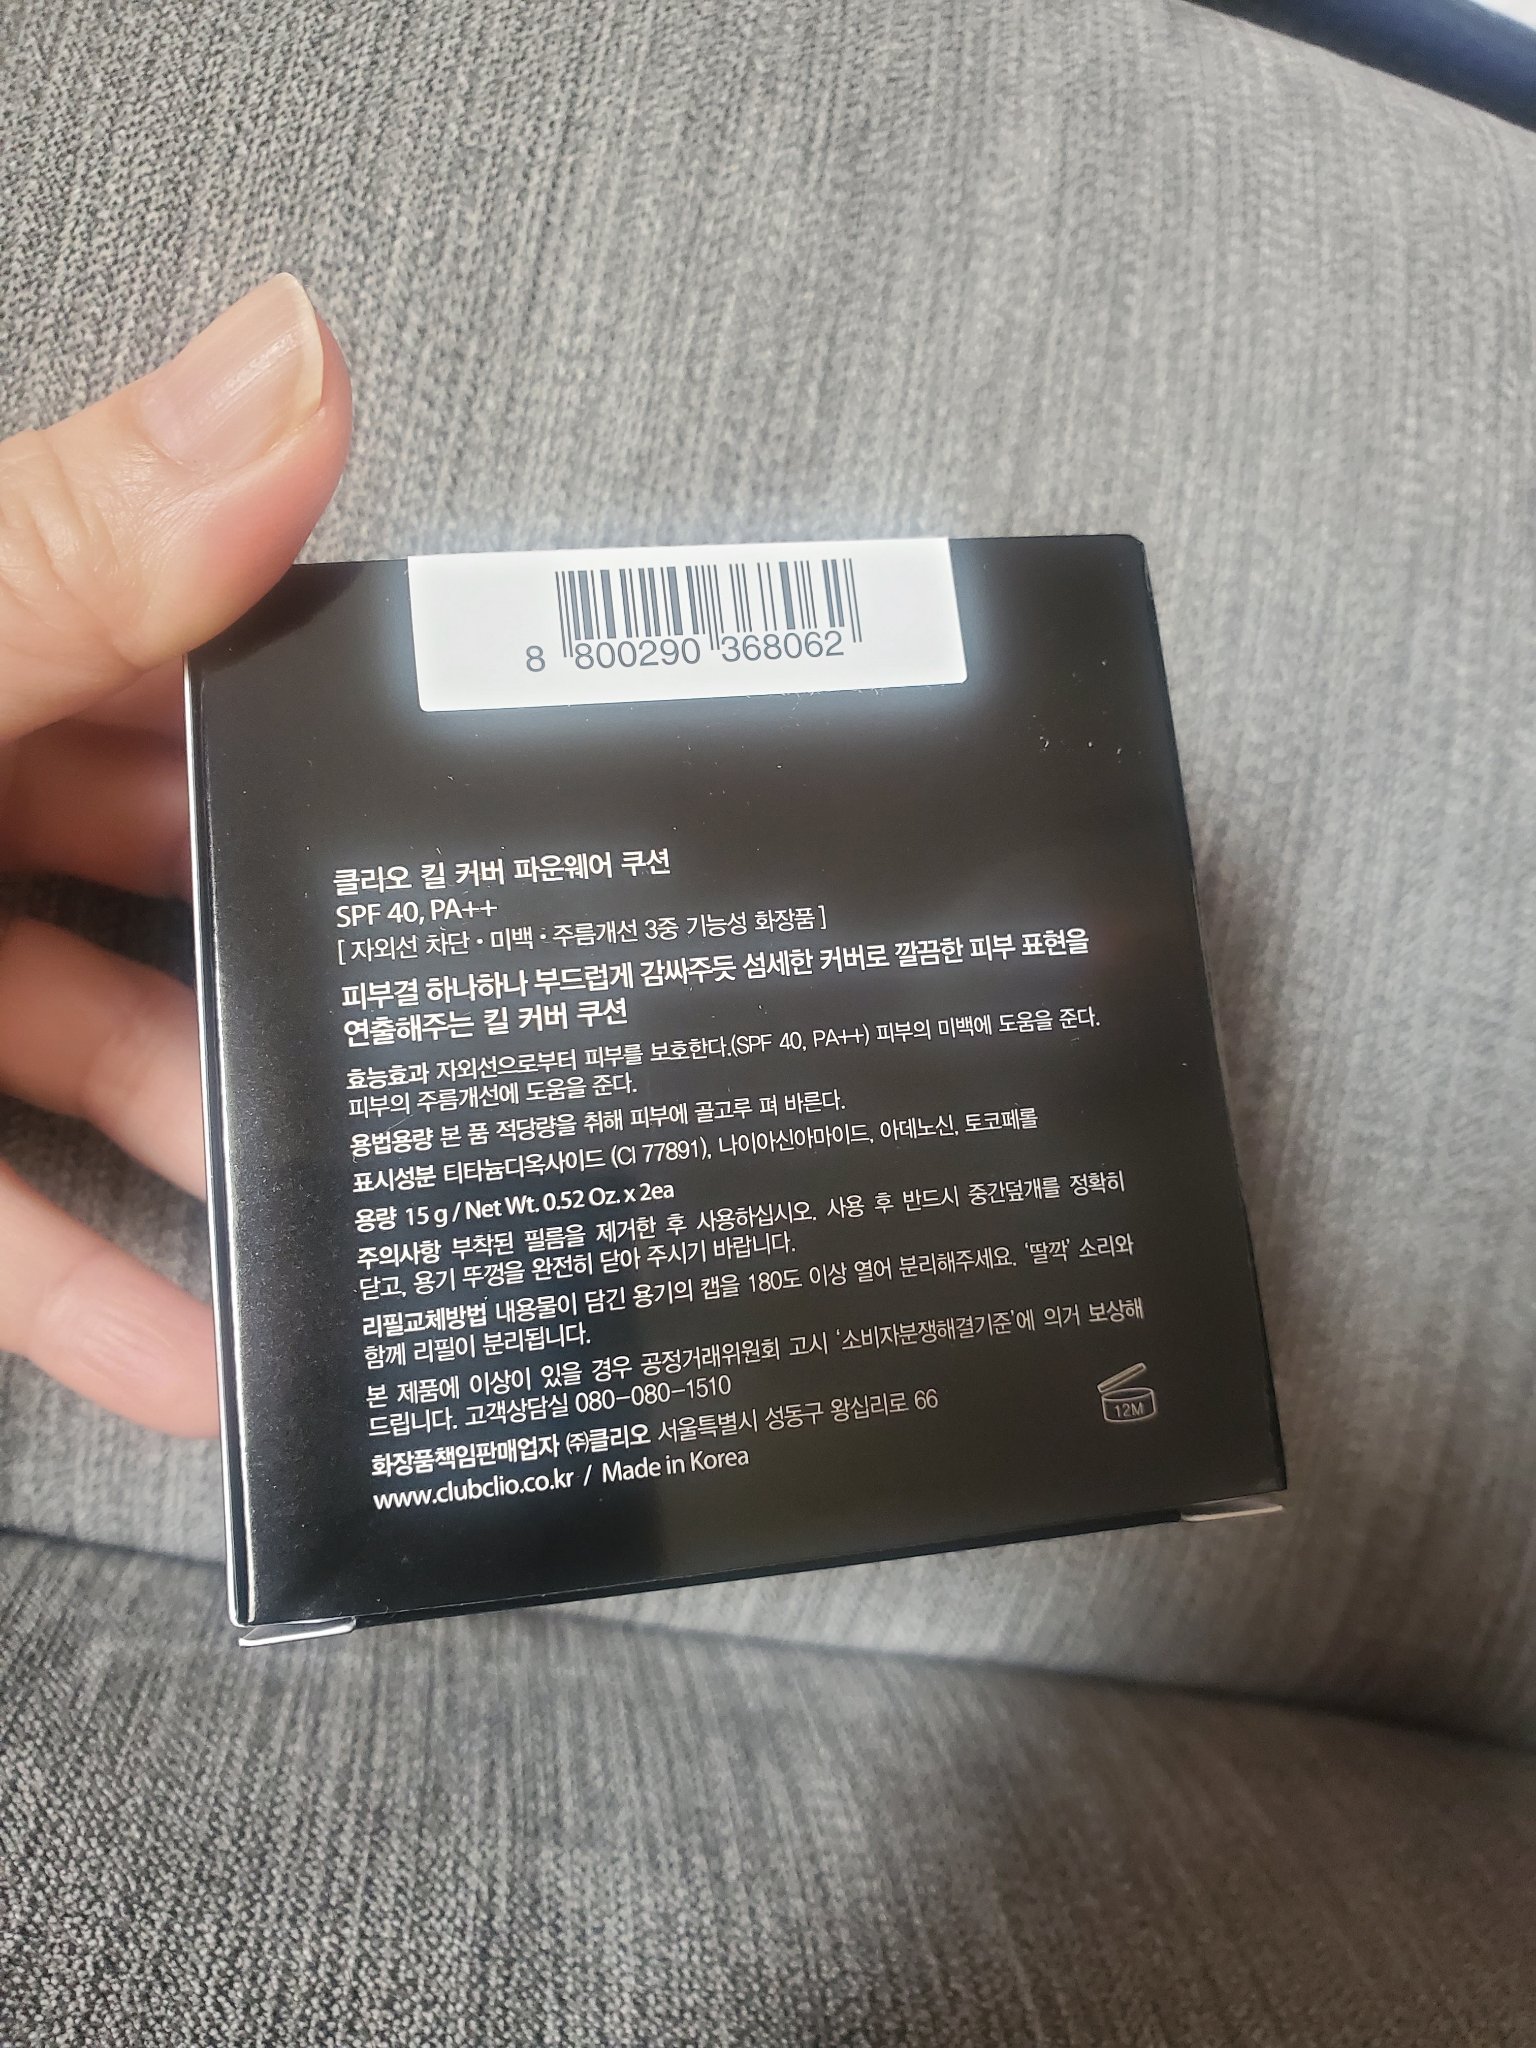 8 800290 368062
클리오 킬 커버 파운웨어 쿠션
SPF 40, PA++
[ 자외선 차단 • 미백 • 주름개선 3중 기능성 화장품 ]
피부결 하나하나 부드럽게 감싸주듯 섬세한 커버로 깔끔한 피부 표현을
연출해주는 킬 커버 쿠션
효능효과 자외선으로부터 피부를 보호한다.(SPF 40, PA++) 피부의 미백에 도움을 준다.
피부의 주름개선에 도움을 준다.
용법용량 본 품 적당량을 취해 피부에 골고루 펴 바른다.
표시성분 티타늄디옥사이드 (CI 77891), 나이아신아마이드, 아데노신, 토코페롤
용량 15 g / Net Wt. 0.52 Oz. x 2ea
주의사항 부착된 필름을 제거한 후 사용하십시오. 사용 후 반드시 중간덮개를 정확히
닫고, 용기 뚜껑을 완전히 닫아 주시기 바랍니다.
리필교체방법 내용물이 담긴 용기의 캡을 180도 이상 열어 분리해주세요. ‘딸깍’ 소리와
함께 리필이 분리됩니다.
본 제품에 이상이 있을 경우 공정거래위원회 고시 ‘소비자분쟁해결기준’에 의거 보상해
드립니다. 고객상담실 080-080-1510
화장품책임판매업자 ㈜클리오 서울특별시 성동구 왕십리로 66
www.clubclio.co.kr / Made in Korea
12M